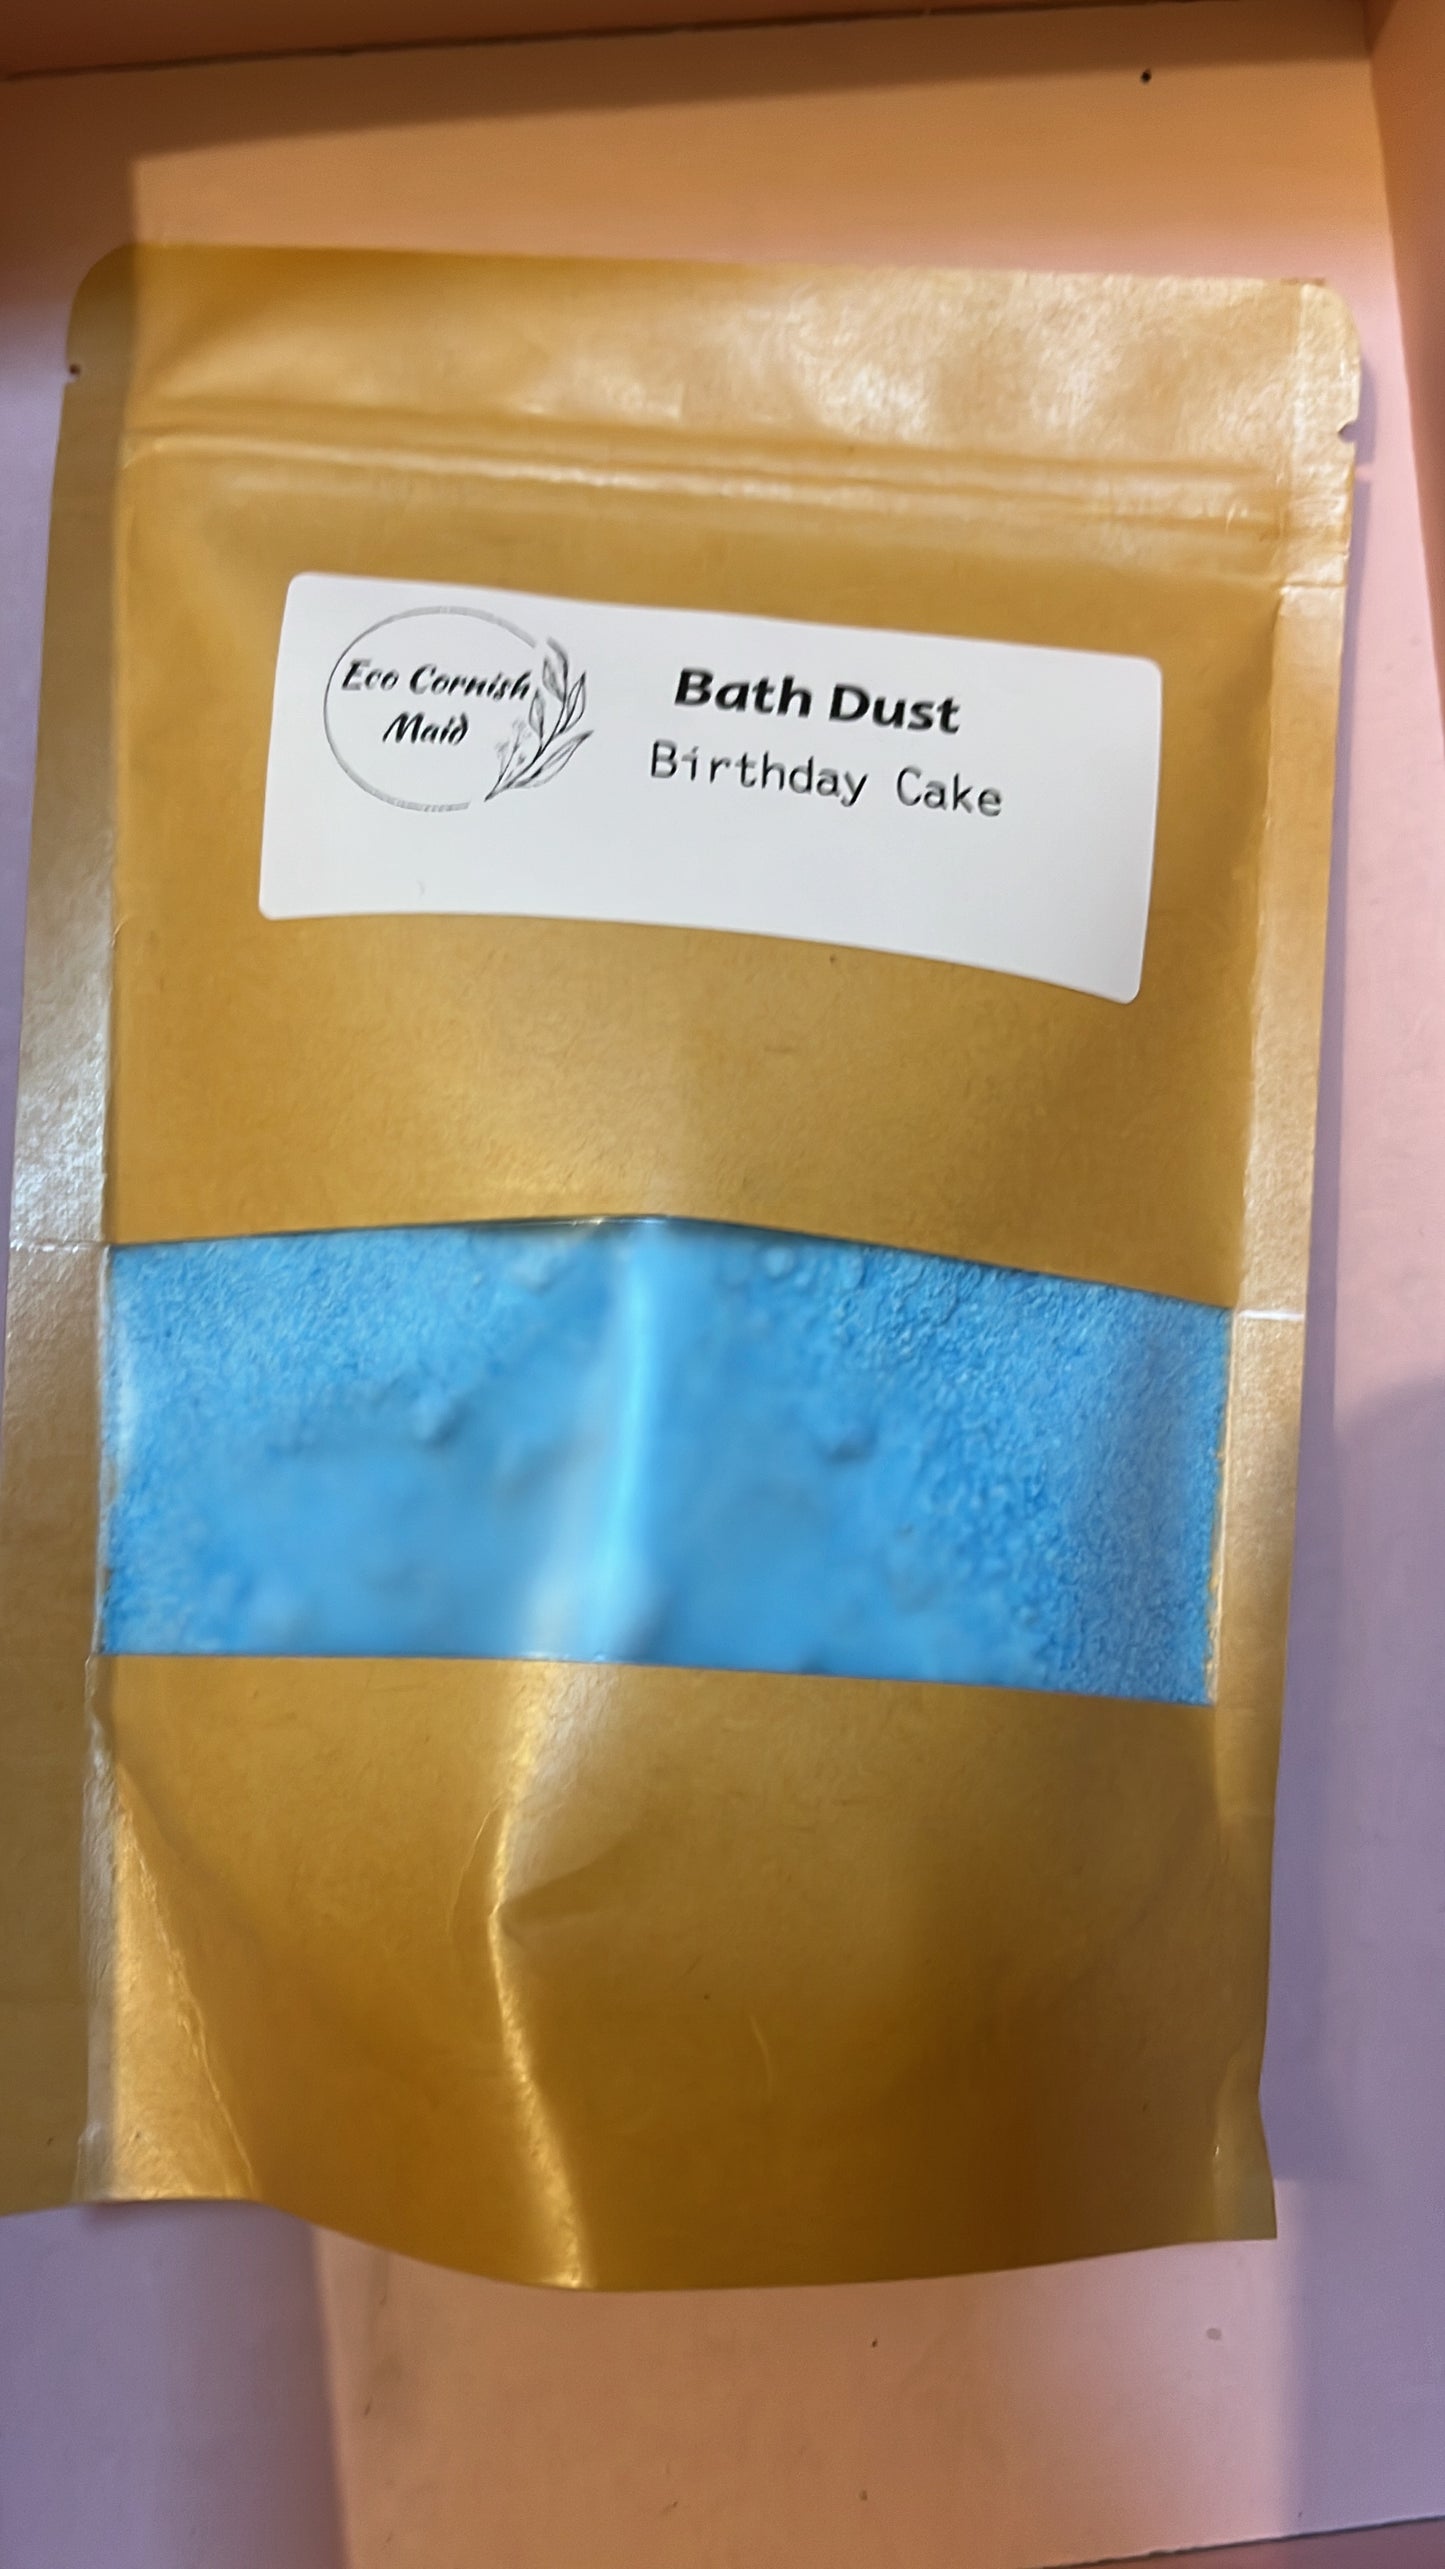 Eco Cornish
Maid
Bath Dust
Birthday Cake